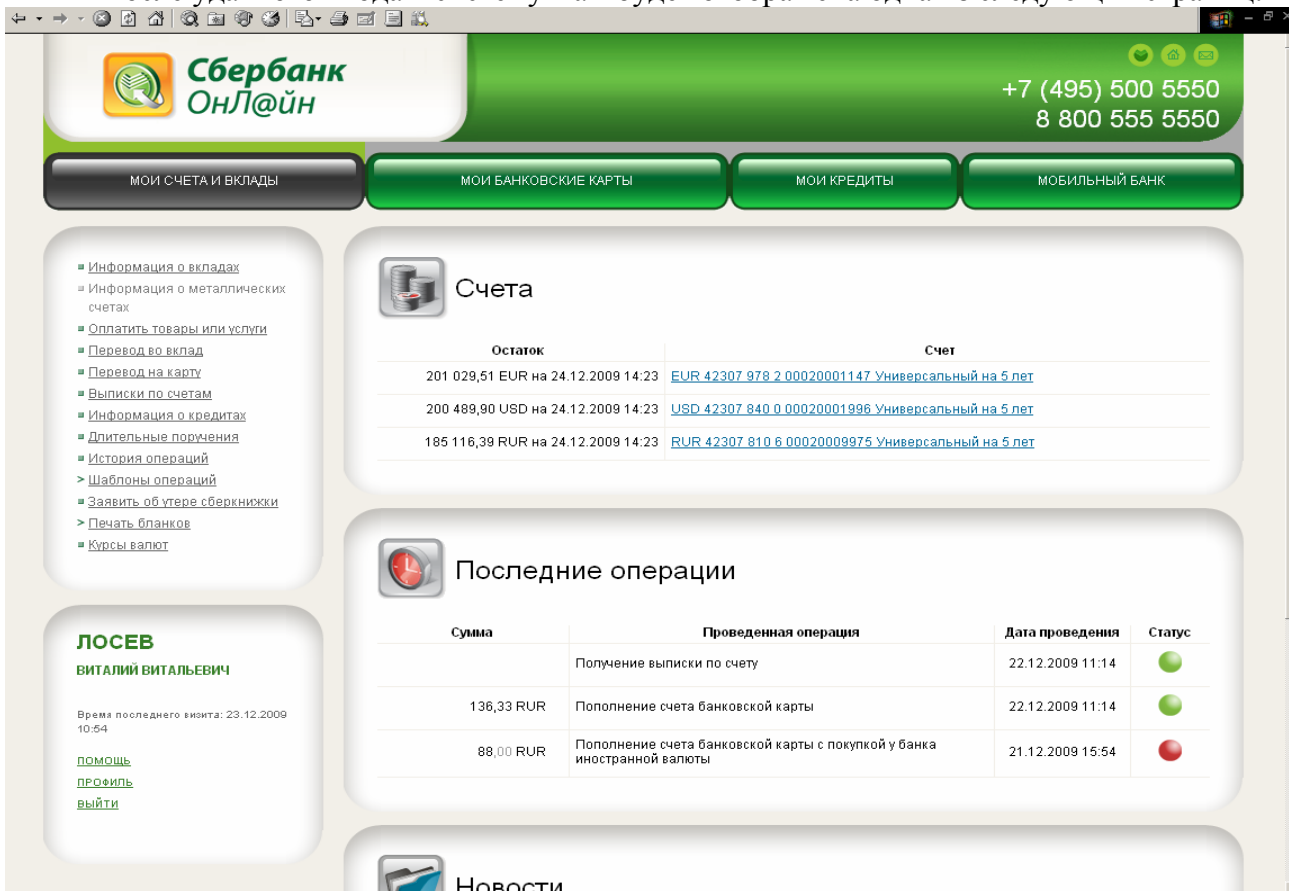 Сбербанк
ОнЛ@йн
+7 (495) 500 5550
8 800 555 5550
МОИ СЧЕТА И ВКЛАДЫ
МОИ БАНКОВСКИЕ КАРТЫ
МОИ КРЕДИТЫ
МОБИЛЬНЫЙ БАНК
Информация о вкладах
Информация о металлических
счетах
Оплатить товары или услуги
Перевод во вклад
Перевод на карту
Выписки по счетам
Информация о кредитах
Длительные поручения
История операций
> Шаблоны операций
Заявить об утере сберкнижки
> Печать бланков
Курсы валют
ЛОСЕВ
ВИТАЛИЙ ВИТАЛЬЕВИЧ
Время последнего визита: 23.12.2009
10:54
ПОМОЩЬ
ПРОФИЛЬ
ВЫЙТИ
Счета
Остаток Счет
201 029,51 EUR на 24.12.2009 14:23 EUR 42307 978 2 00020001147 Универсальный на 5 лет
200 489,90 USD на 24.12.2009 14:23 USD 42307 840 0 00020001996 Универсальный на 5 лет
185 116,39 RUR на 24.12.2009 14:23 RUR 42307 810 6 00020009975 Универсальный на 5 лет
Последние операции
Сумма Проведенная операция Дата проведения Статус
Получение выписки по счету 22.12.2009 11:14
136,33 RUR Пополнение счета банковской карты 22.12.2009 11:14
88,00 RUR Пополнение счета банковской карты с покупкой у банка
иностранной валюты 21.12.2009 15:54
Новости